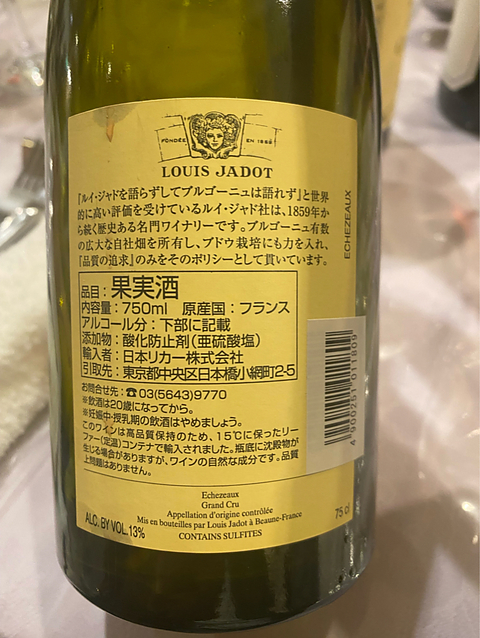 FONDÉE EN 1859
LOUIS JADOT
『ルイ・ジャドを語らずしてブルゴーニュは語れず』と世界
的に高い評価を受けているルイ・ジャド社は、1859年か
ら続く歴史ある名門ワイナリーです。ブルゴーニュ有数
の広大な自社畑を所有し、ブドウ栽培にも力を入れ、
『品質の追求』のみをそのポリシーとして貫いています。
ECHEZEAUX
品目：果実酒
内容量：750ml 原産国：フランス
アルコール分：下部に記載
添加物：酸化防止剤（亜硫酸塩）
輸入者：日本リカー株式会社
引取先：東京都中央区日本橋小網町2-5
お問合せ先：☎03(5643)9770
※飲酒は20歳になってから。
※妊娠中・授乳期の飲酒はやめましょう。
このワインは高品質保持のため、15℃に保ったリー
ファー（定温）コンテナで輸入されました。瓶底に沈殿物が
生じる場合がありますが、ワインの自然な成分です。品質
上問題はありません。
4 900251 011809
Echezeaux
Grand Cru
Appellation d'origine contrôlée
Mis en bouteilles par Louis Jadot à Beaune-France
CONTAINS SULFITES
ALC. BY VOL.13%
75 cl